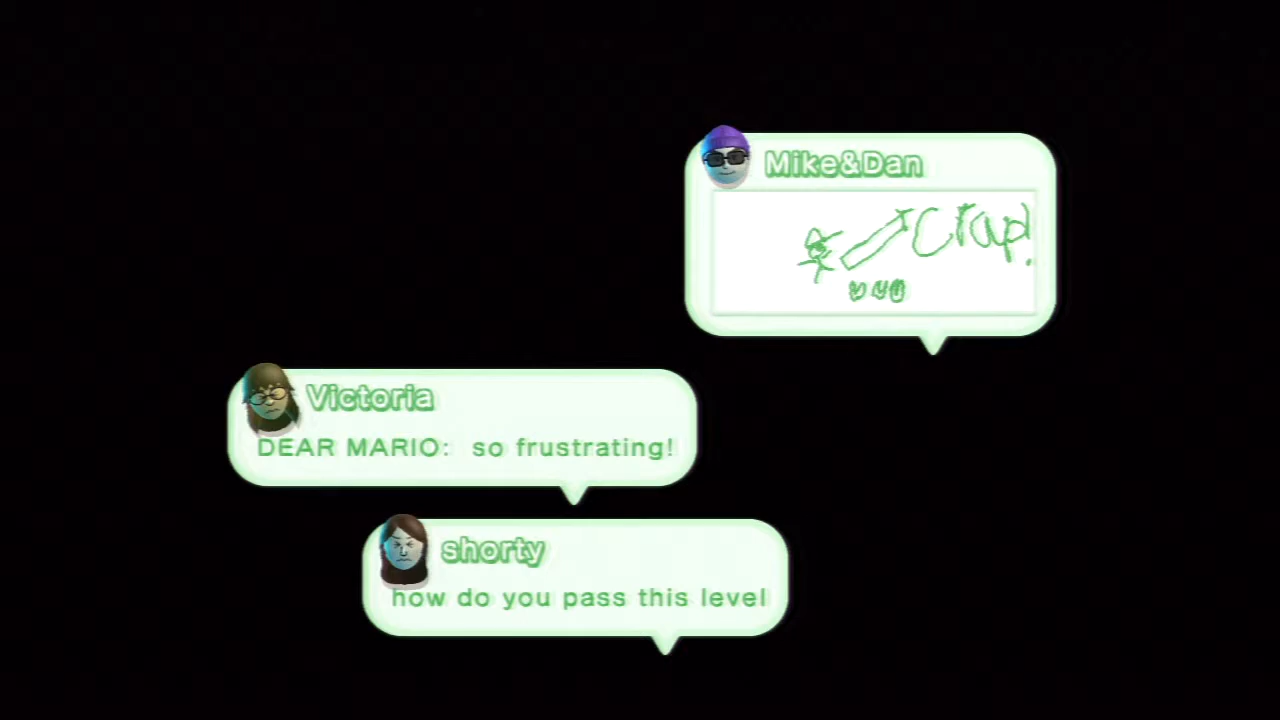 Mike&Dan
Crap!
Victoria
DEAR MARIO: so frustrating!
shorty
how do you pass this level